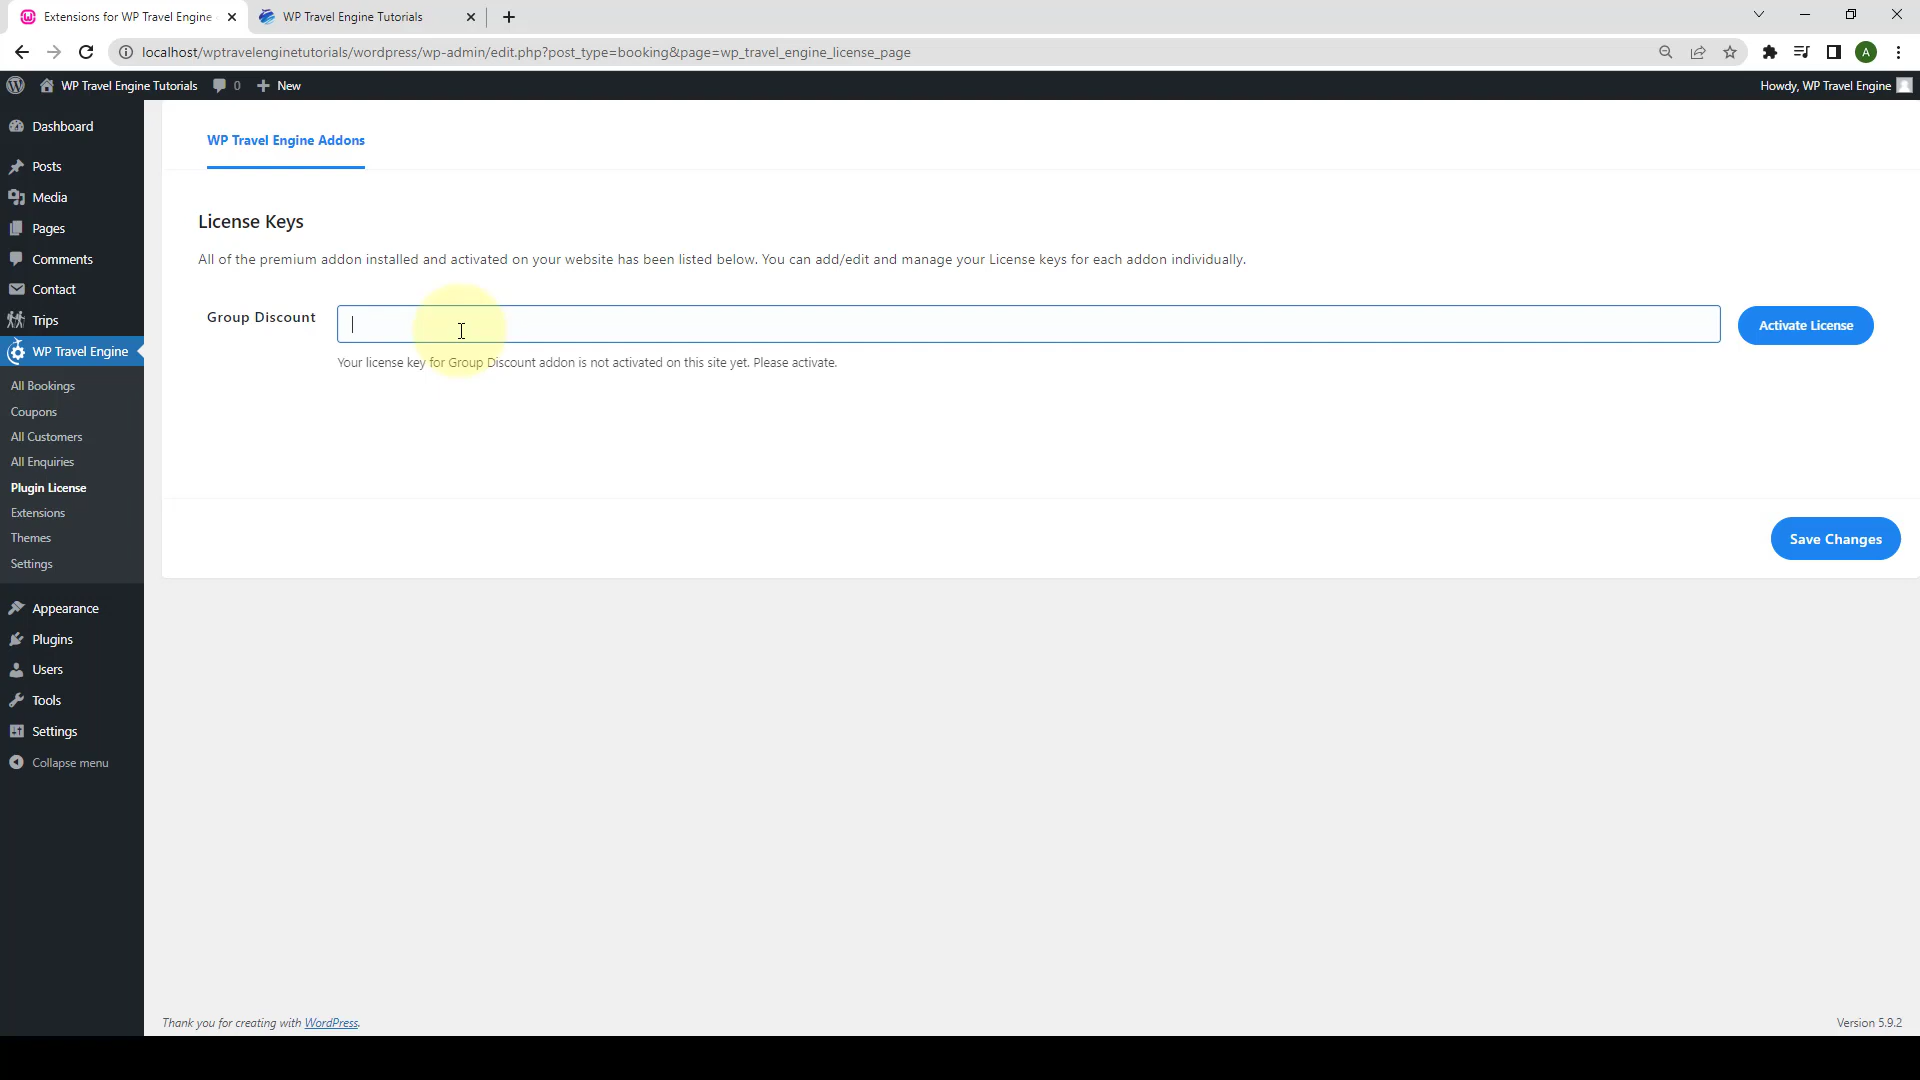 Extensions for WP Travel Engine
WP Travel Engine Tutorials
localhost/wptravelenginetutorials/wordpress/wp-admin/edit.php?post_type=booking&page=wp_travel_engine_license_page
A
WP Travel Engine Tutorials
0
New
Howdy, WP Travel Engine
Dashboard
Posts
Media
Pages
Comments
Contact
Trips
WP Travel Engine
All Bookings
Coupons
All Customers
All Enquiries
Plugin License
Extensions
Themes
Settings
Appearance
Plugins
Users
Tools
Settings
Collapse menu
WP Travel Engine Addons
License Keys
All of the premium addon installed and activated on your website has been listed below. You can add/edit and manage your License keys for each addon individually.
Group Discount
Activate License
Your license key for Group Discount addon is not activated on this site yet. Please activate.
Save Changes
Thank you for creating with WordPress.
Version 5.9.2